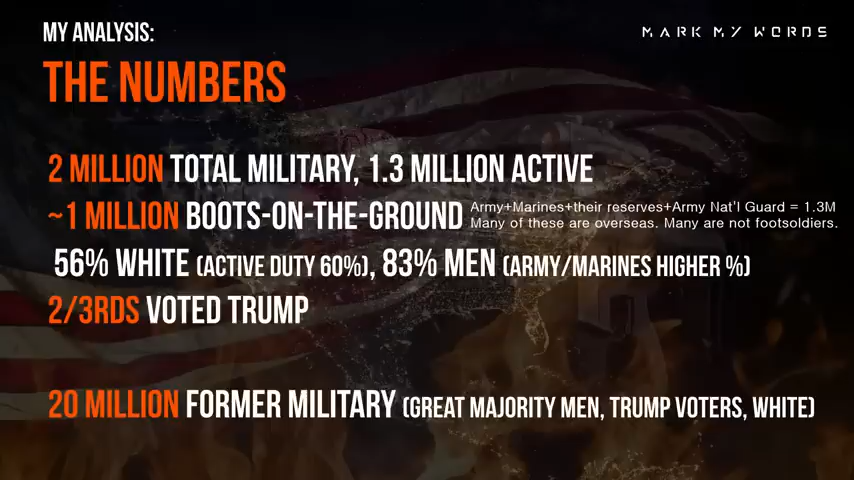 MY ANALYSIS:
MARK MY WORDS
THE NUMBERS
2 MILLION TOTAL MILITARY, 1.3 MILLION ACTIVE
~1 MILLION BOOTS-ON-THE-GROUND
Army+Marines+their reserves+Army Nat'l Guard = 1.3M
Many of these are overseas. Many are not footsoldiers.
56% WHITE (ACTIVE DUTY 60%), 83% MEN (ARMY/MARINES HIGHER %)
2/3RDS VOTED TRUMP
20 MILLION FORMER MILITARY (GREAT MAJORITY MEN, TRUMP VOTERS, WHITE)